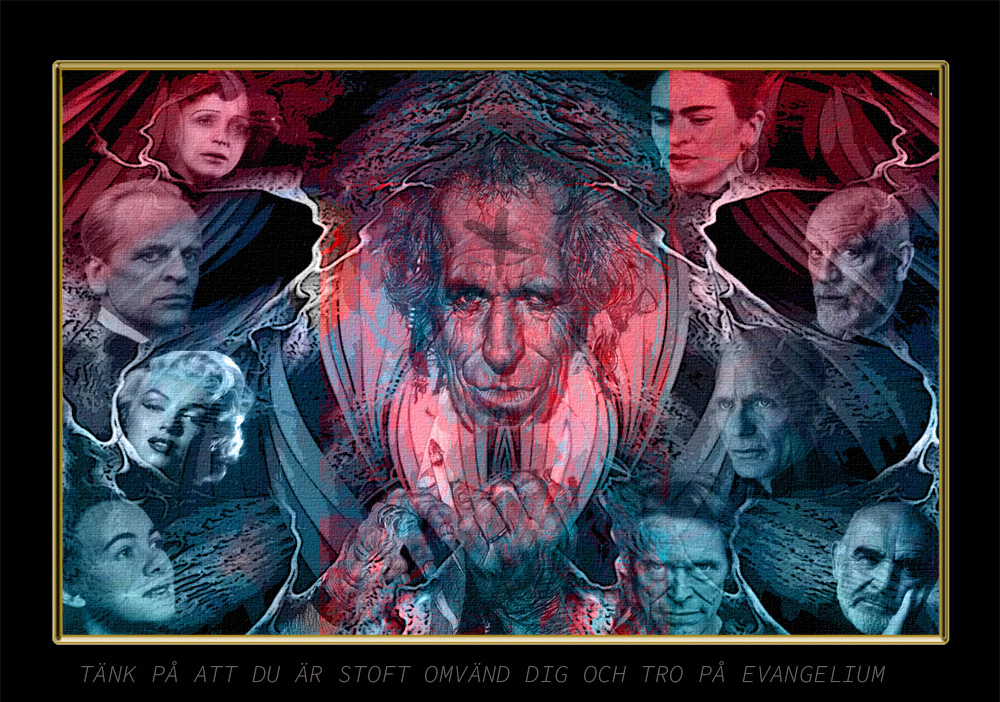 TÄNK PÅ ATT DU ÄR STOFT OMVÄND DIG OCH TRO PÅ EVANGELIUM